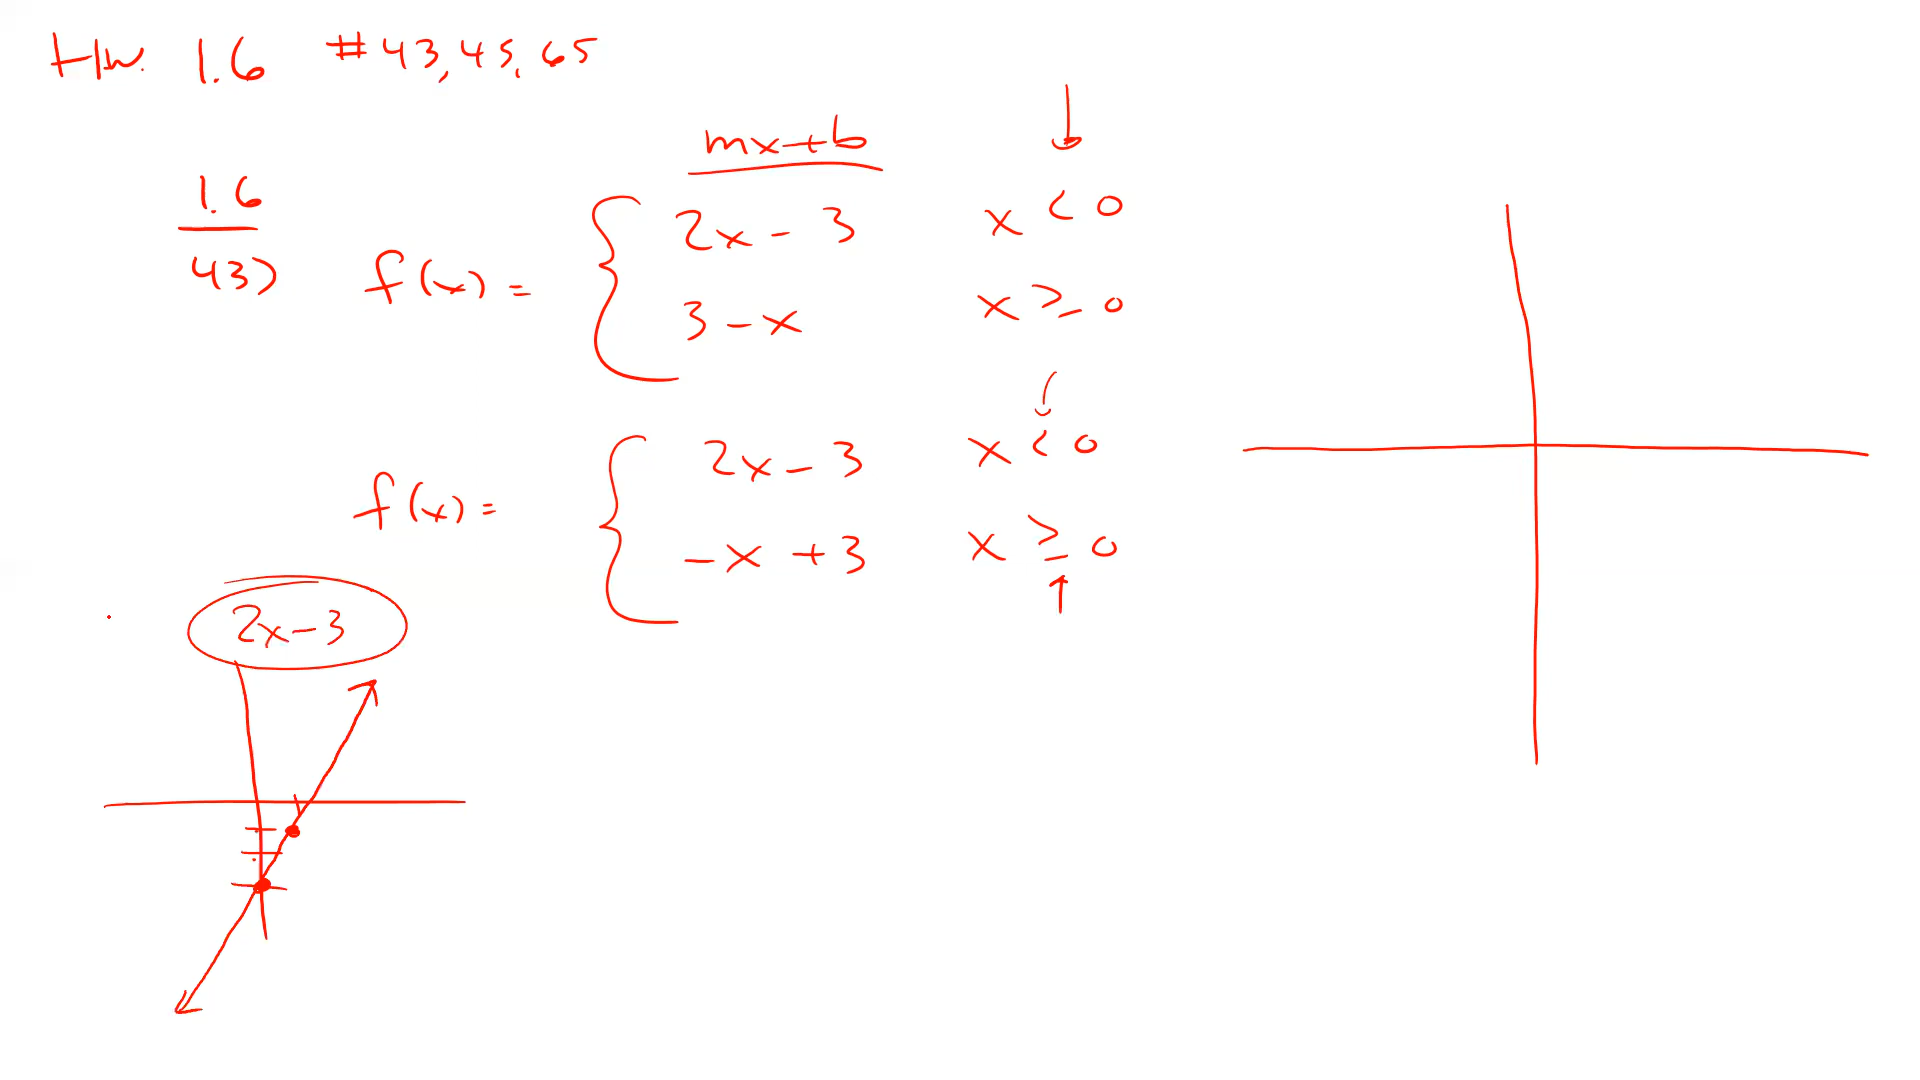 HW. 1.6 #43,45,65
mx+b
1.6
43) f(x) = { 2x - 3 x < 0
3 - x x ≥ 0
f(x) = { 2x - 3 x < 0
-x + 3 x ≥ 0
2x - 3